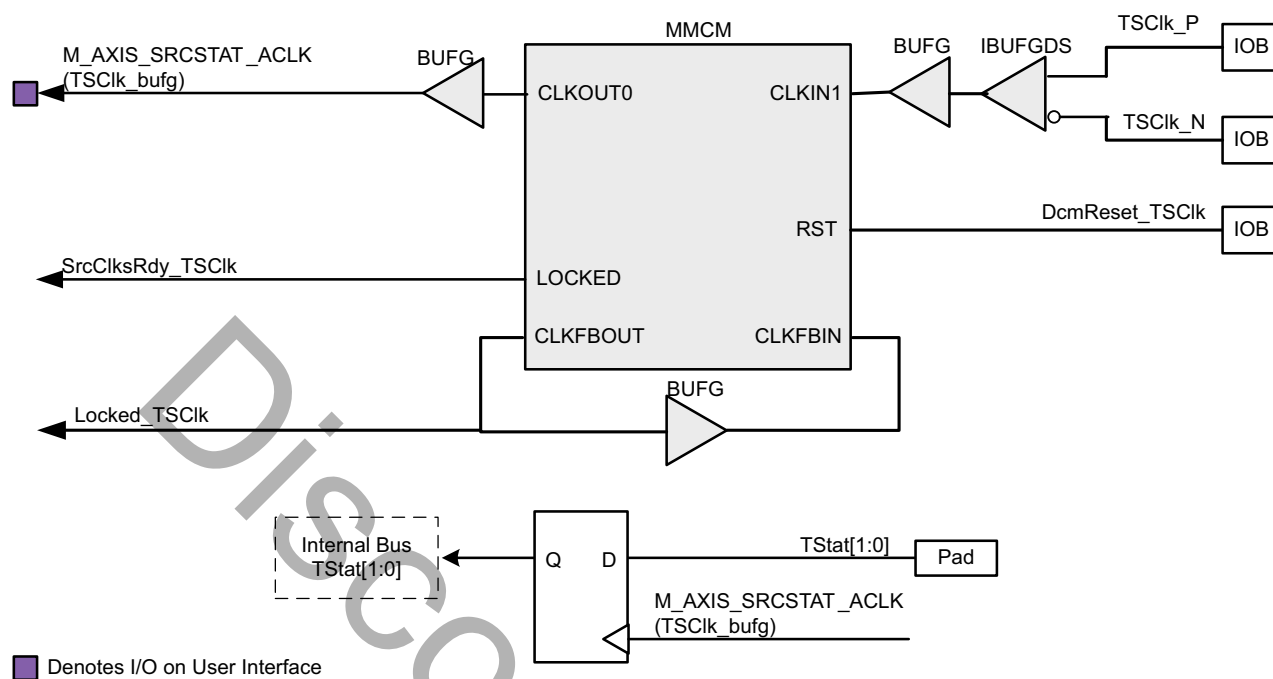 MMCM
TSClk_P
IOB
BUFG
IBUFGDS
M_AXIS_SRCSTAT_ACLK
(TSClk_bufg)
BUFG
CLKOUT0
CLKIN1
TSClk_N
IOB
DcmReset_TSClk
IOB
RST
SrcClksRdy_TSClk
LOCKED
CLKFBOUT
CLKFBIN
BUFG
Locked_TSClk
Internal Bus
TStat[1:0]
Q
D
TStat[1:0]
Pad
M_AXIS_SRCSTAT_ACLK
(TSClk_bufg)
Denotes I/O on User Interface
Disco